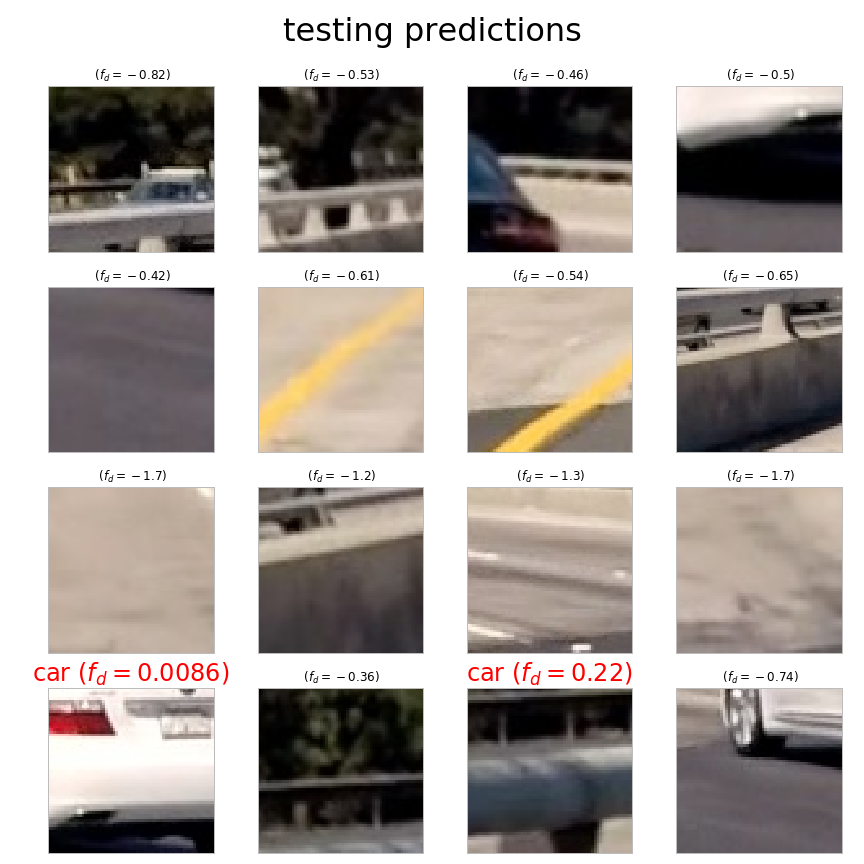 testing predictions
(f_d = −0.82) (f_d = −0.53) (f_d = −0.46) (f_d = −0.5)
(f_d = −0.42) (f_d = −0.61) (f_d = −0.54) (f_d = −0.65)
(f_d = −1.7) (f_d = −1.2) (f_d = −1.3) (f_d = −1.7)
car (f_d = 0.0086) (f_d = −0.36) car (f_d = 0.22) (f_d = −0.74)